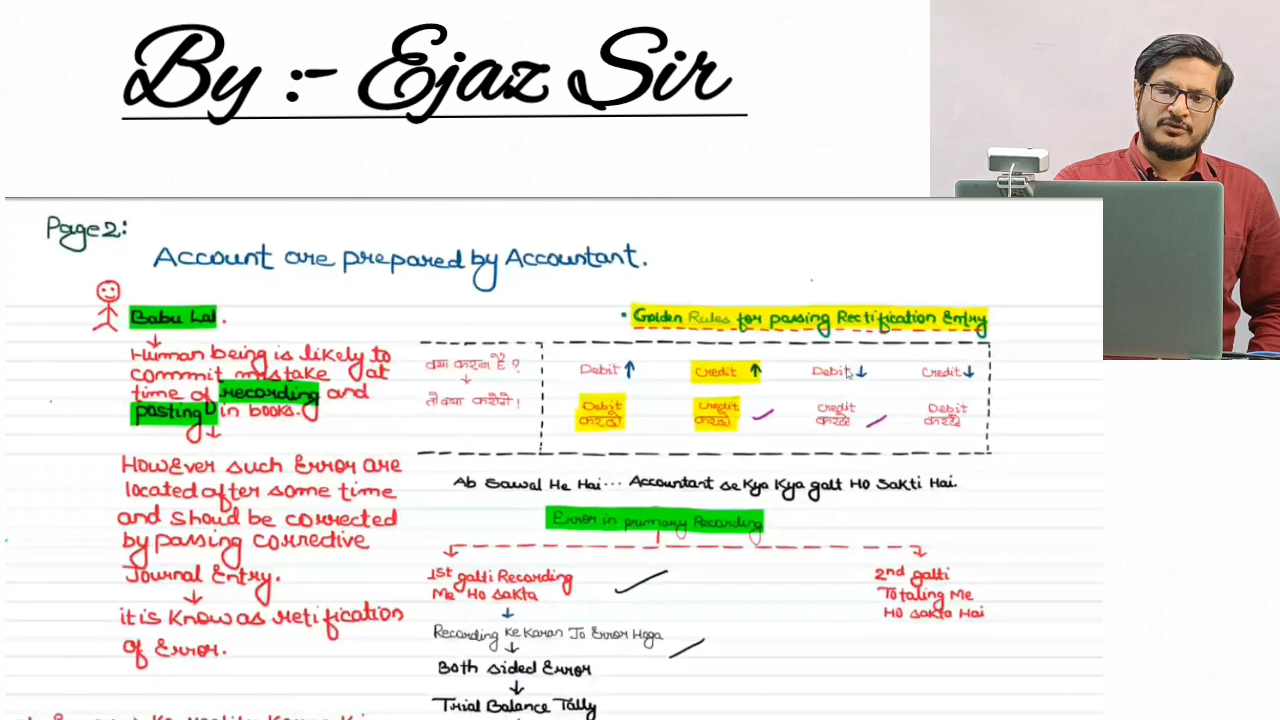 By :- Ejaz Sir
Page2:
Account are prepared by Accountant.
Babu Lal.
Human being is likely to
commit mistake at
time of recording and
posting in books.
However such Error are
located after some time
and should be corrected
by passing corrective
Journal Entry.
it is Know as retification
of Error.
• Golden Rules for passing Rectification Entry
क्या करना है? Debit ↑ Credit ↑ Debit ↓ Credit ↓
तो क्या करोगे! Debit Credit Credit Debit
करदो करदो करदो करदो
Ab Sawal He Hai... Accountant se Kya Kya galt Ho Sakti Hai.
Error in primary Recording
1st galti Recording
Me Ho sakta
2nd galti
Totaling Me
Ho sakta Hai
Recording Ke Karan Jo Error Hoga
Both sided Error
Trial Balance Tally